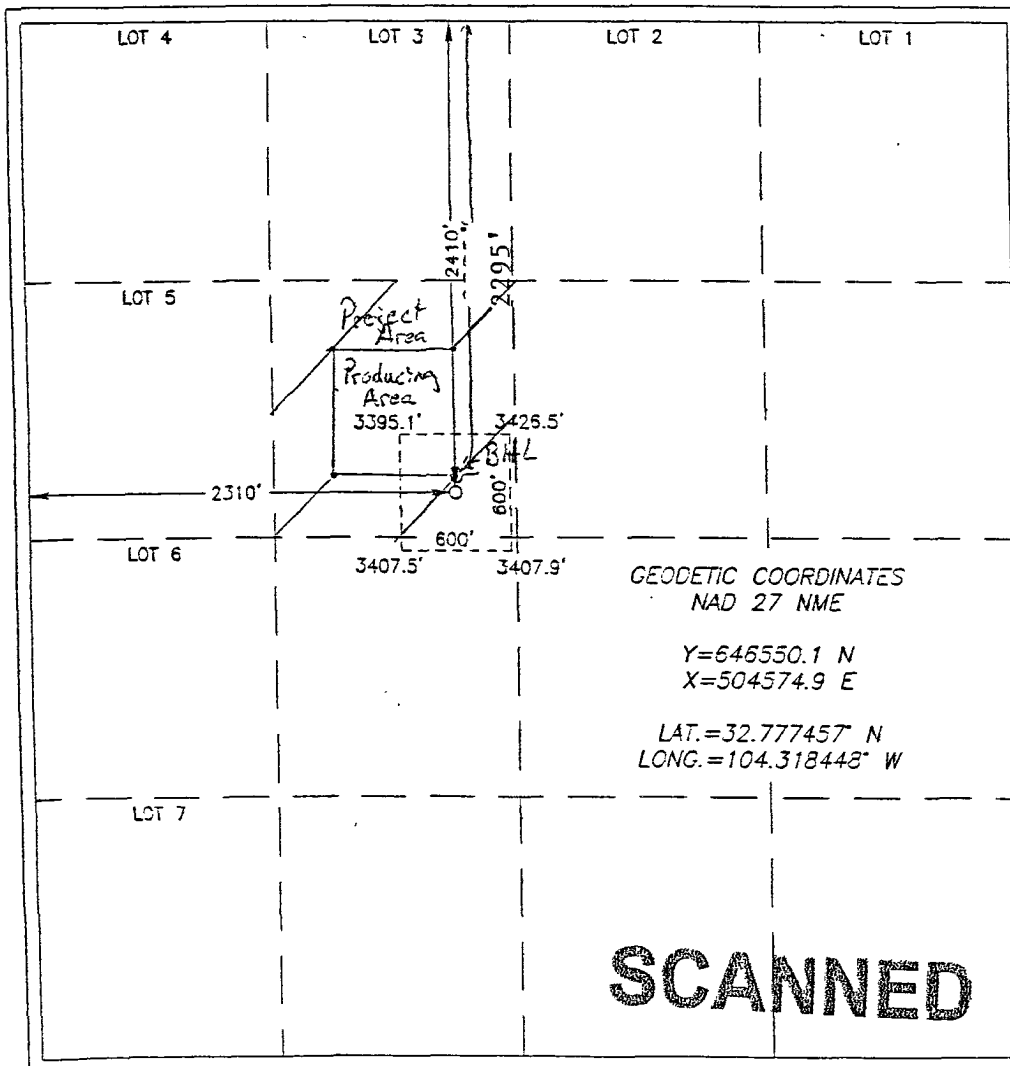 LOT 4 LOT 3 LOT 2 LOT 1
2410'
2295'
LOT 5
Project
Area
Producing
Area
3395.1' 3426.5'
BHL
2310'
600'
600'
LOT 6
3407.5' 3407.9'
GEODETIC COORDINATES
NAD 27 NME
Y=646550.1 N
X=504574.9 E
LAT.=32.777457° N
LONG.=104.318448° W
LOT 7
SCANNED